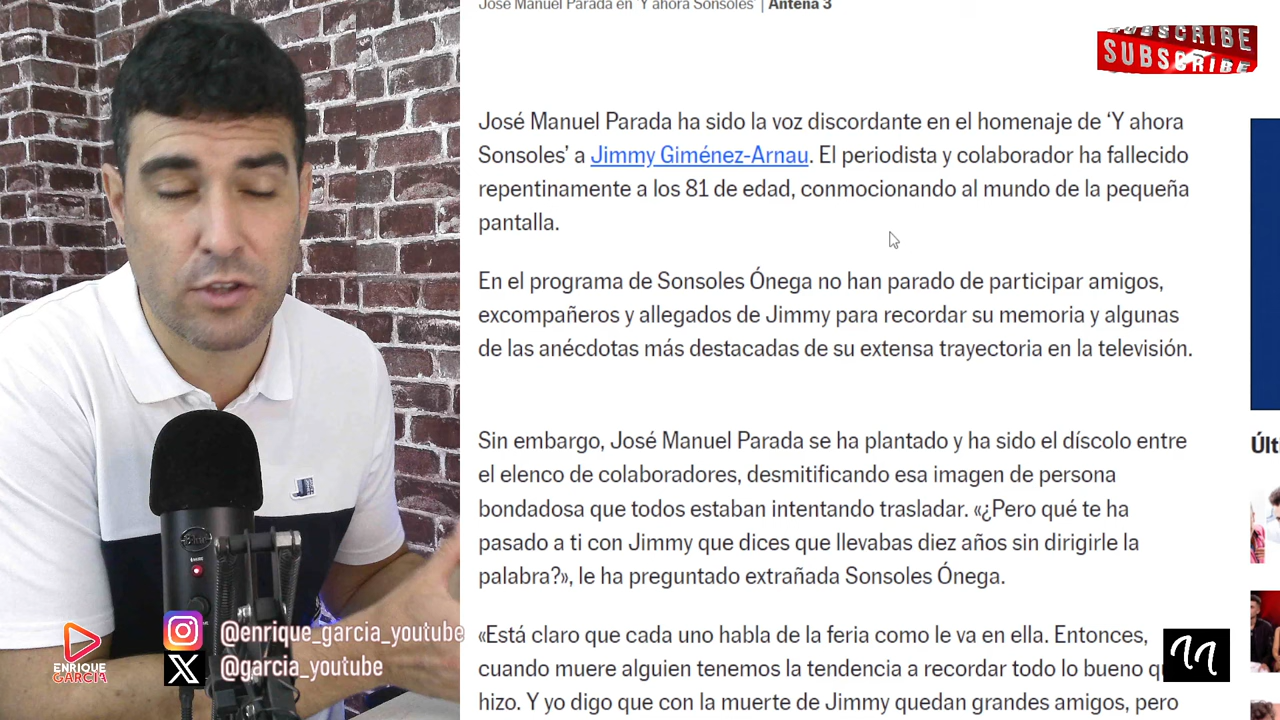 José Manuel Parada en 'Y ahora Sonsoles' | Antena 3
SUBSCRIBE
SUBSCRIBE
José Manuel Parada ha sido la voz discordante en el homenaje de ‘Y ahora
Sonsoles’ a Jimmy Giménez-Arnau. El periodista y colaborador ha fallecido
repentinamente a los 81 de edad, conmocionando al mundo de la pequeña
pantalla.
En el programa de Sonsoles Ónega no han parado de participar amigos,
excompañeros y allegados de Jimmy para recordar su memoria y algunas
de las anécdotas más destacadas de su extensa trayectoria en la televisión.
Sin embargo, José Manuel Parada se ha plantado y ha sido el díscolo entre
el elenco de colaboradores, desmitificando esa imagen de persona
bondadosa que todos estaban intentando trasladar. «¿Pero qué te ha
pasado a ti con Jimmy que dices que llevabas diez años sin dirigirle la
palabra?», le ha preguntado extrañada Sonsoles Ónega.
«Está claro que cada uno habla de la feria como le va en ella. Entonces,
cuando muere alguien tenemos la tendencia a recordar todo lo bueno
hizo. Y yo digo que con la muerte de Jimmy quedan grandes amigos, pero
@enrique_garcia_youtube
@garcia_youtube
ENRIQUE
GARCIA